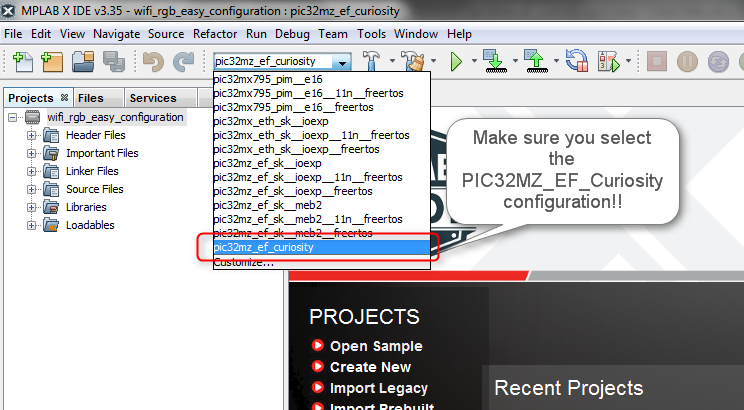 MPLAB X IDE v3.35 - wifi_rgb_easy_configuration : pic32mz_ef_curiosity
File Edit View Navigate Source Refactor Run Debug Team Tools Window Help
pic32mz_ef_curiosity
Projects Files Services
wifi_rgb_easy_configuration
Header Files
Important Files
Linker Files
Source Files
Libraries
Loadables
pic32mx795_pim__e16
pic32mx795_pim__e16__11n__freertos
pic32mx795_pim__e16__freertos
pic32mx_eth_sk__ioexp
pic32mx_eth_sk__ioexp__11n__freertos
pic32mx_eth_sk__ioexp__freertos
pic32mz_ef_sk__ioexp
pic32mz_ef_sk__ioexp__11n__freertos
pic32mz_ef_sk__ioexp__freertos
pic32mz_ef_sk__meb2
pic32mz_ef_sk__meb2__11n__freertos
pic32mz_ef_sk__meb2__freertos
pic32mz_ef_curiosity
Customize...
Make sure you select
the
PIC32MZ_EF_Curiosity
configuration!!
PROJECTS
Open Sample
Create New
Import Legacy
Import Prebuilt
Recent Projects